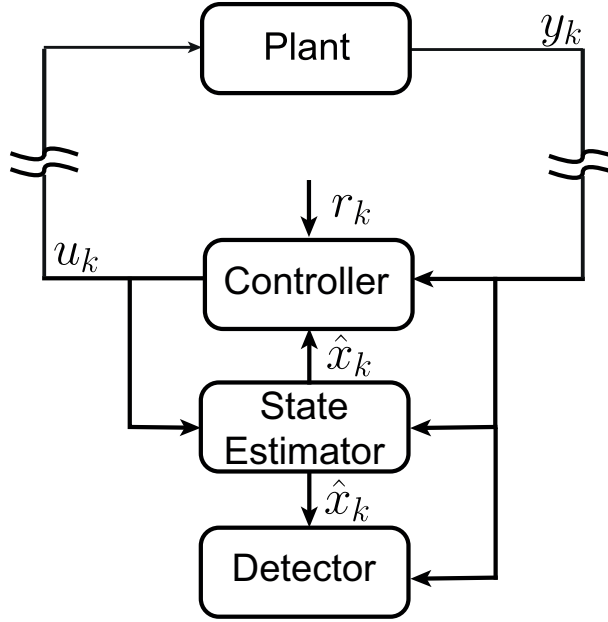 Plant
y_k
r_k
u_k
Controller
x̂_k
State
Estimator
x̂_k
Detector